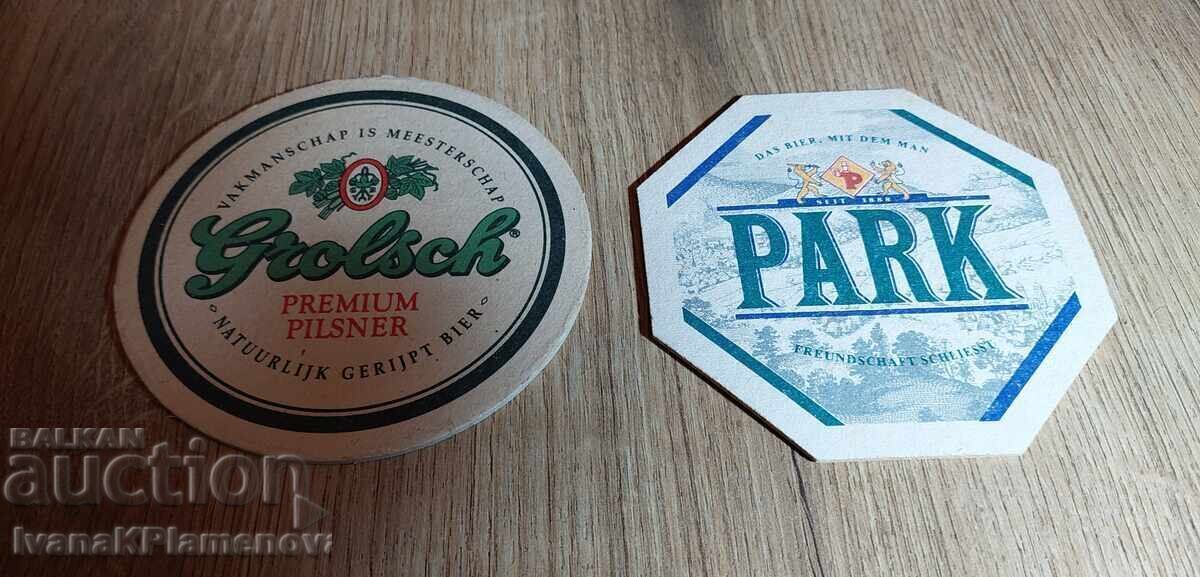 VAKMANSCHAP IS MEESTERSCHAP
Grolsch®
PREMIUM
PILSNER
NATUURLIJK GERIJPT BIER
DAS BIER, MIT DEM MAN
P
SEIT 1888
PARK
FREUNDSCHAFT SCHLIESST
BALKAN
auction
IvanaKPlamenova